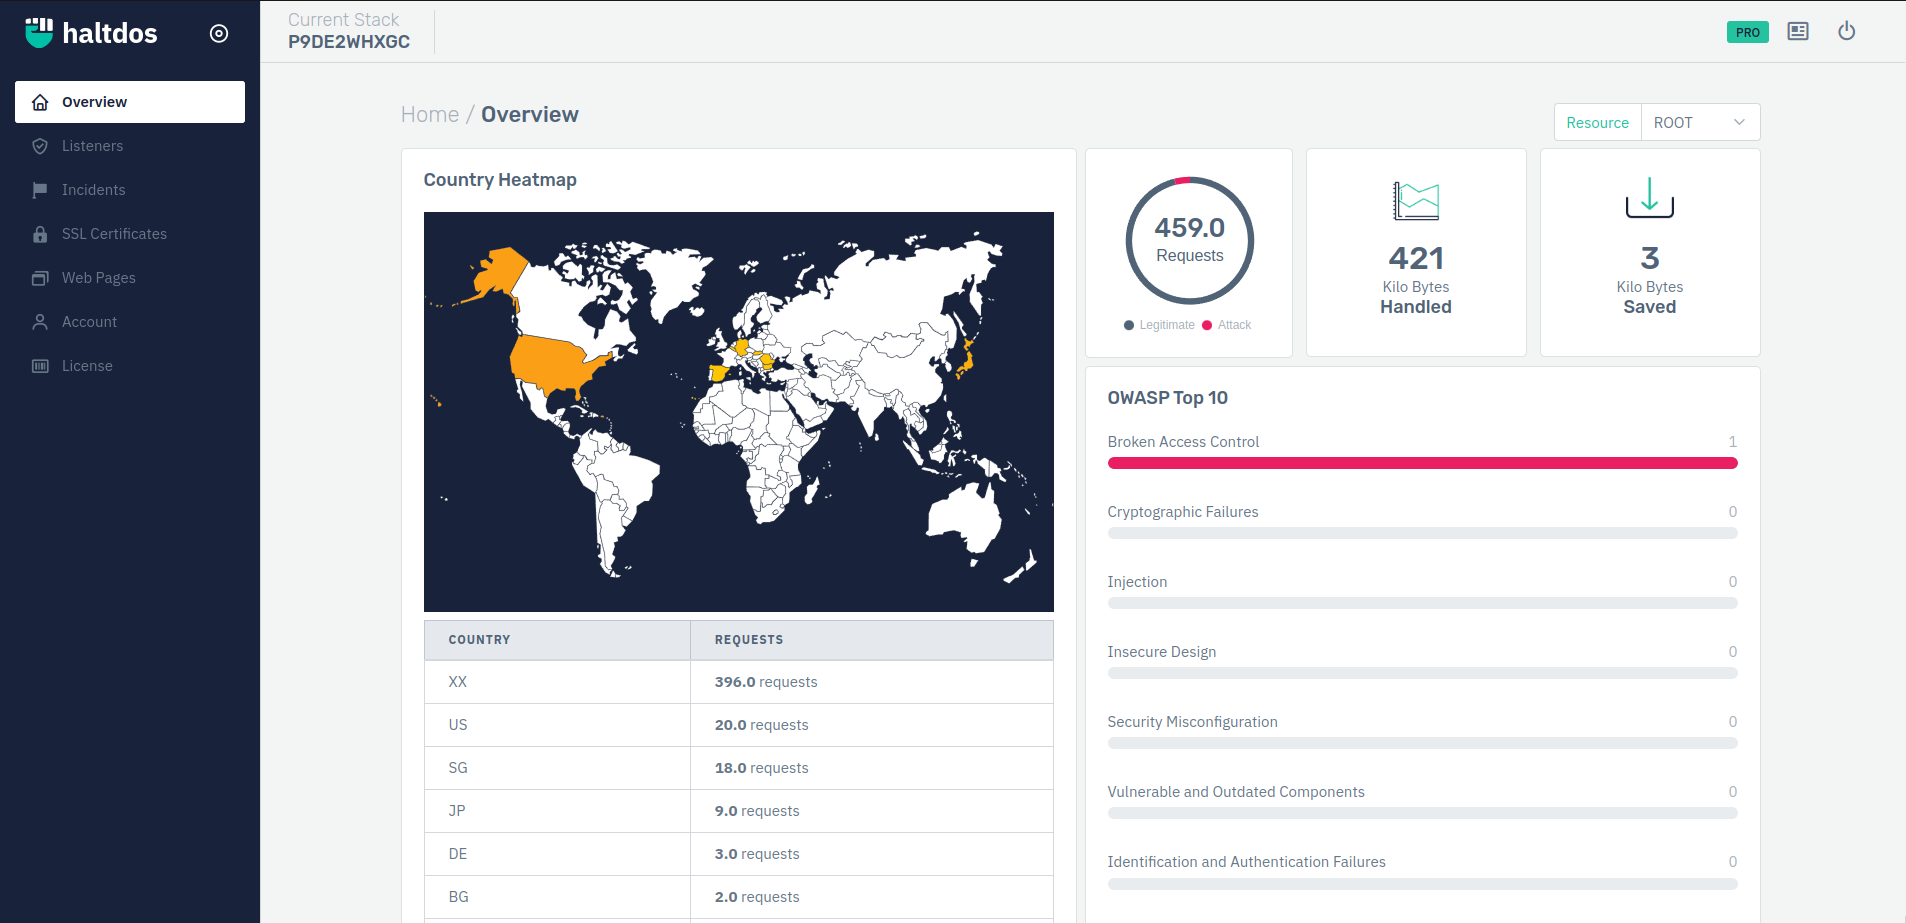 haltdos
Current Stack
P9DE2WHXGC
PRO
Overview
Listeners
Incidents
SSL Certificates
Web Pages
Account
License
Home / Overview
Resource ROOT
Country Heatmap
459.0
Requests
Legitimate Attack
421
Kilo Bytes
Handled
3
Kilo Bytes
Saved
COUNTRY REQUESTS
XX 396.0 requests
US 20.0 requests
SG 18.0 requests
JP 9.0 requests
DE 3.0 requests
BG 2.0 requests
OWASP Top 10
Broken Access Control 1
Cryptographic Failures 0
Injection 0
Insecure Design 0
Security Misconfiguration 0
Vulnerable and Outdated Components 0
Identification and Authentication Failures 0